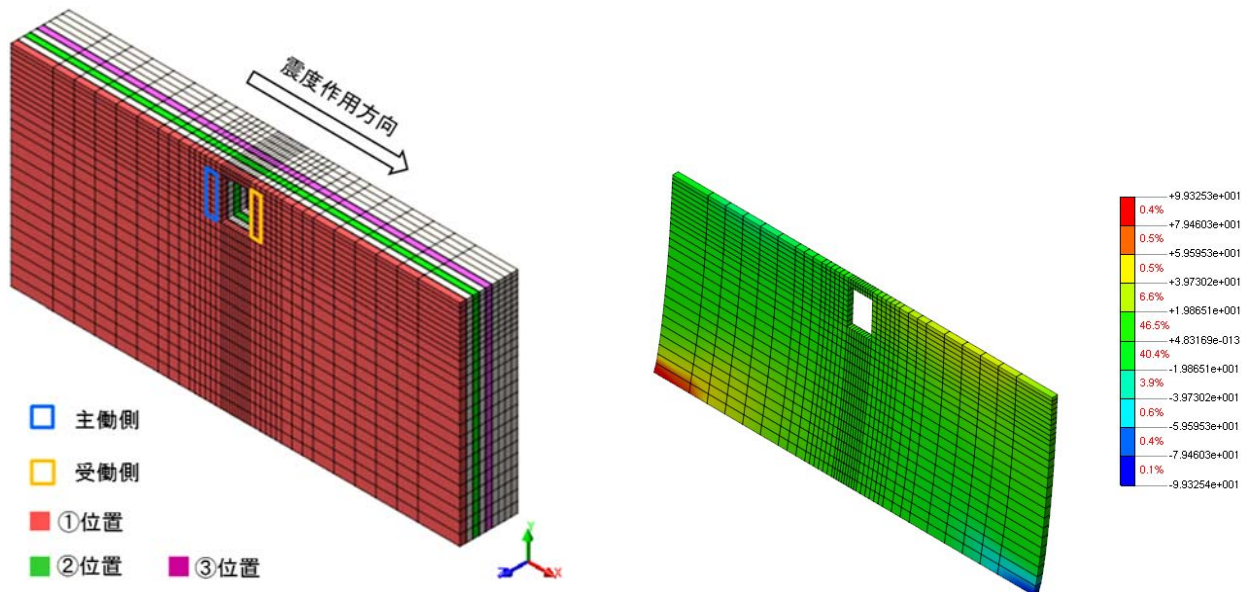 震度作用方向
主働側
受働側
①位置
②位置
③位置
Y
Z
X
+9.93253e+001
0.4%
+7.94603e+001
0.5%
+5.95953e+001
0.5%
+3.97302e+001
6.6%
+1.98651e+001
46.5%
+4.83169e-013
40.4%
-1.98651e+001
3.9%
-3.97302e+001
0.6%
-5.95953e+001
0.4%
-7.94603e+001
0.1%
-9.93254e+001